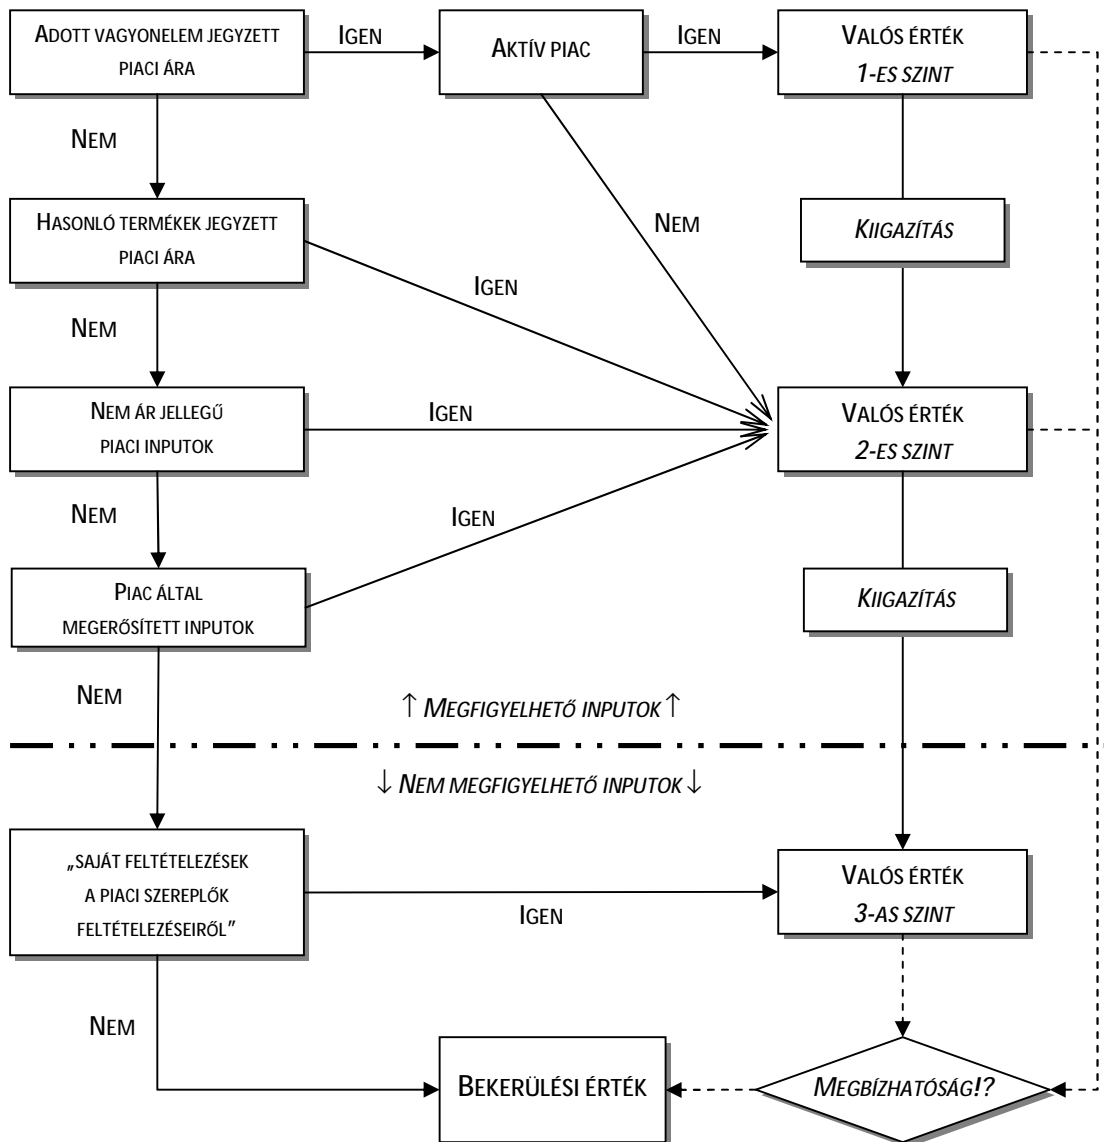 ADOTT VAGYONELEM JEGYZETT
PIACI ÁRA
IGEN
AKTÍV PIAC
IGEN
VALÓS ÉRTÉK
1-ES SZINT
NEM
HASONLÓ TERMÉKEK JEGYZETT
PIACI ÁRA
NEM
KIIGAZÍTÁS
IGEN
NEM
NEM ÁR JELLEGŰ
PIACI INPUTOK
IGEN
VALÓS ÉRTÉK
2-ES SZINT
NEM
IGEN
PIAC ÁLTAL
MEGERŐSÍTETT INPUTOK
KIIGAZÍTÁS
NEM
↑ MEGFIGYELHETŐ INPUTOK ↑
↓ NEM MEGFIGYELHETŐ INPUTOK ↓
„SAJÁT FELTÉTELEZÉSEK
A PIACI SZEREPLŐK
FELTÉTELEZÉSEIRŐL”
IGEN
VALÓS ÉRTÉK
3-AS SZINT
NEM
BEKERÜLÉSI ÉRTÉK
MEGBÍZHATÓSÁG!?